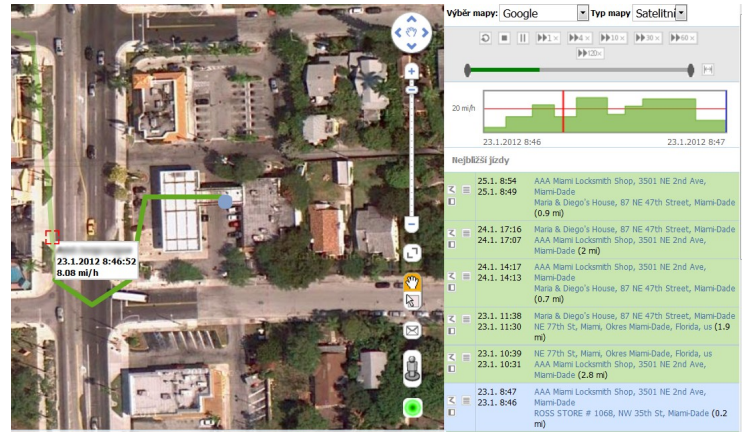 Výběr mapy: Google Typ mapy Satelitní
1× 4× 10× 30× 60×
120×
20 mi/h
23.1.2012 8:46 23.1.2012 8:47
Nejbližší jízdy
25.1. 8:54 AAA Miami Locksmith Shop, 3501 NE 2nd Ave,
25.1. 8:49 Miami-Dade
Maria & Diego's House, 87 NE 47th Street, Miami-Dade
(0.9 mi)
24.1. 17:16 Maria & Diego's House, 87 NE 47th Street, Miami-Dade
24.1. 17:07 AAA Miami Locksmith Shop, 3501 NE 2nd Ave,
Miami-Dade (2 mi)
24.1. 14:17 AAA Miami Locksmith Shop, 3501 NE 2nd Ave,
24.1. 14:13 Miami-Dade
Maria & Diego's House, 87 NE 47th Street, Miami-Dade
(0.7 mi)
23.1. 11:38 Maria & Diego's House, 87 NE 47th Street, Miami-Dade
23.1. 11:30 NE 77th St, Miami, Okres Miami-Dade, Florida, us (1.9
mi)
23.1. 10:39 NE 77th St, Miami, Okres Miami-Dade, Florida, us
23.1. 10:31 AAA Miami Locksmith Shop, 3501 NE 2nd Ave,
Miami-Dade (2.8 mi)
23.1. 8:47 AAA Miami Locksmith Shop, 3501 NE 2nd Ave,
23.1. 8:46 Miami-Dade
ROSS STORE # 1068, NW 35th St, Miami-Dade (0.2
mi)
23.1.2012 8:46:52
8.08 mi/h